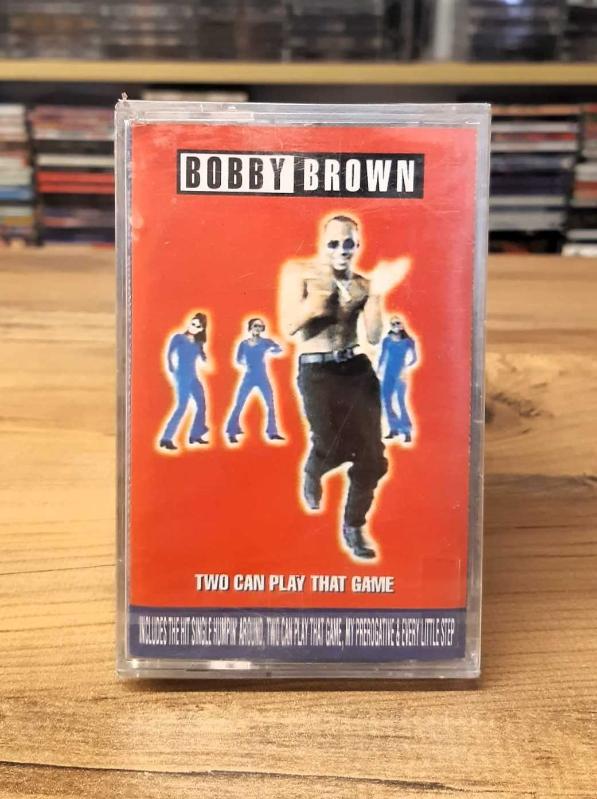 BOBBY BROWN
TWO CAN PLAY THAT GAME
INCLUDES THE HIT SINGLE HUMPIN' AROUND, TWO CAN PLAY THAT GAME, MY PREROGATIVE & EVERY LITTLE STEP